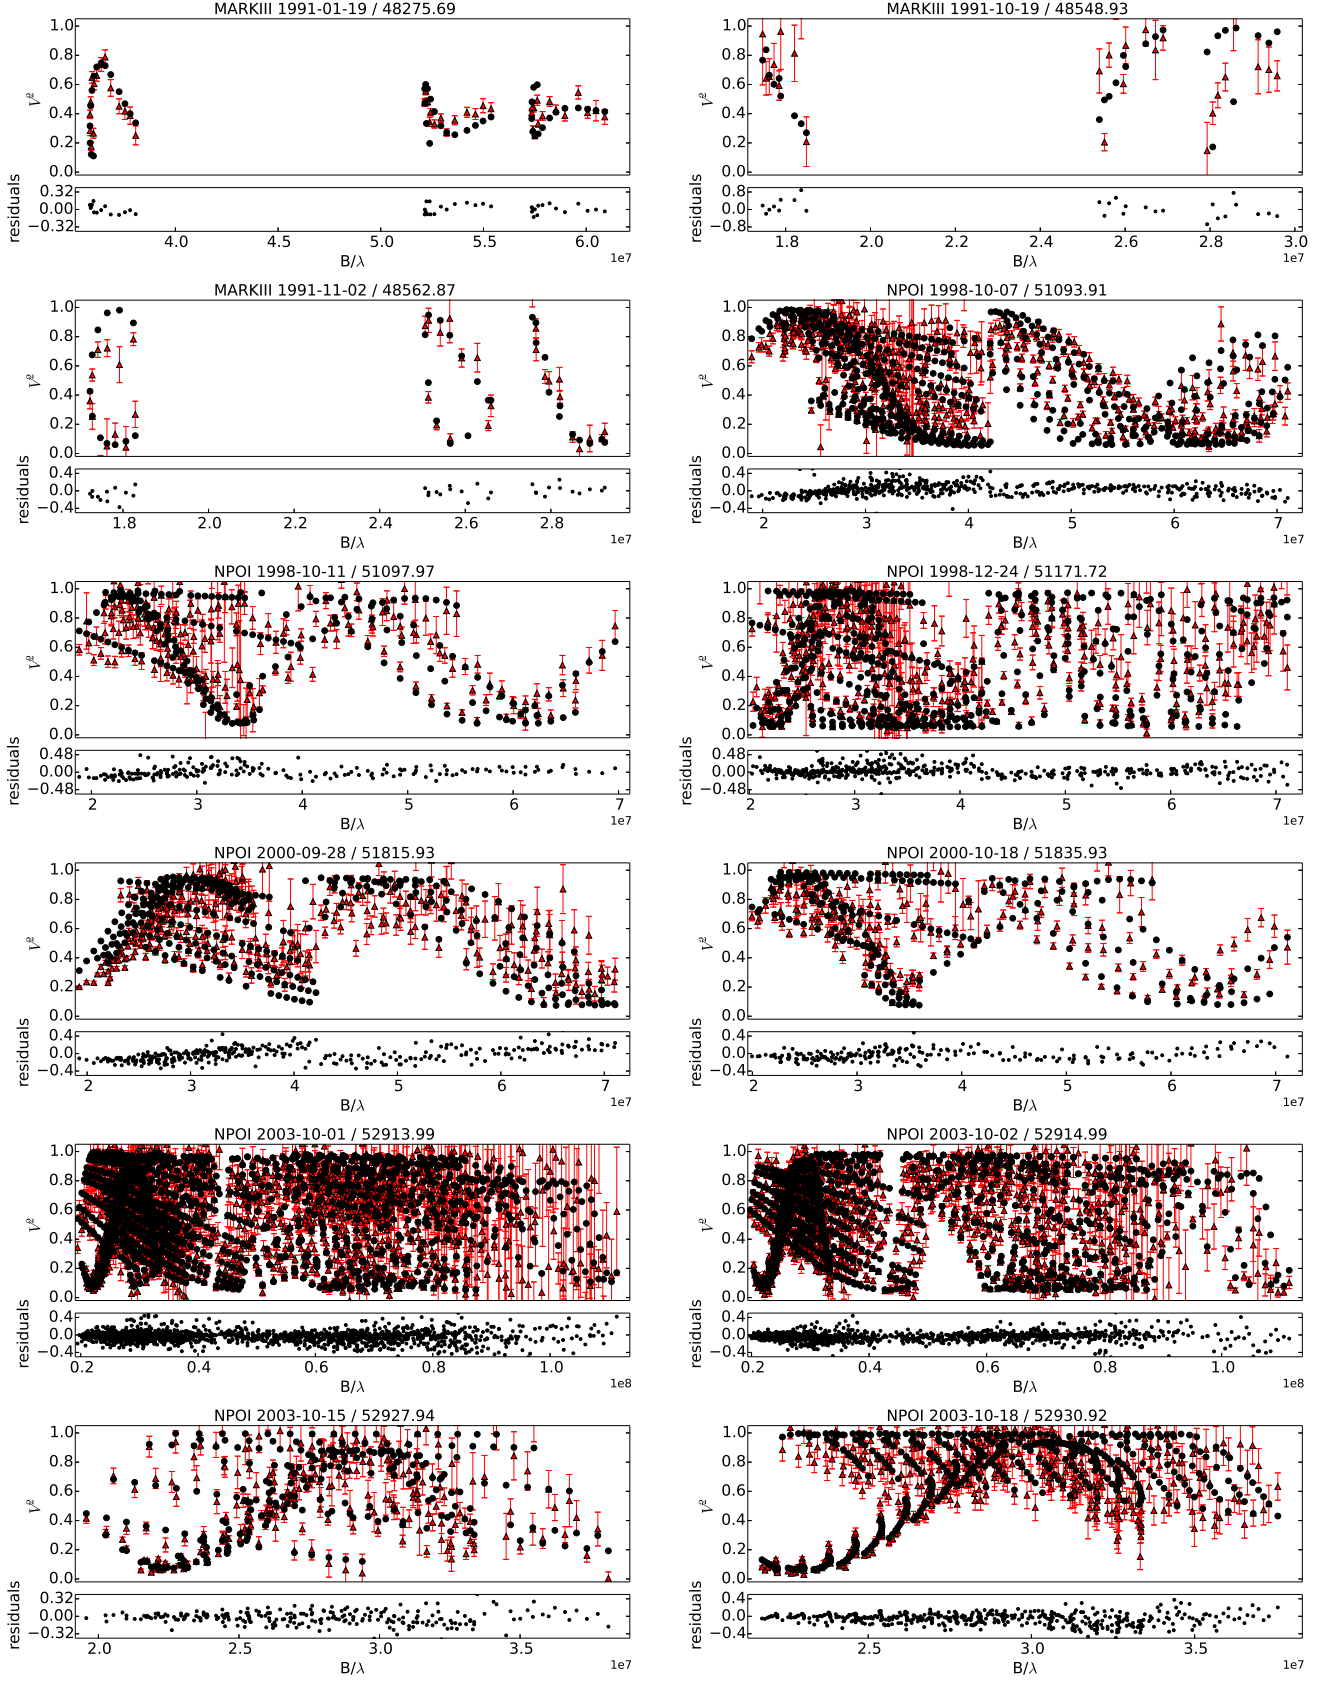 MARKIII 1991-01-19 / 48275.69
1.0
0.8
0.6
0.4
0.2
0.0
V²
0.32
0.00
−0.32
residuals
4.0 4.5 5.0 5.5 6.0
1e7
B/λ
MARKIII 1991-10-19 / 48548.93
1.0
0.8
0.6
0.4
0.2
0.0
V²
0.8
0.0
−0.8
residuals
1.8 2.0 2.2 2.4 2.6 2.8 3.0
1e7
B/λ
MARKIII 1991-11-02 / 48562.87
1.0
0.8
0.6
0.4
0.2
0.0
V²
0.4
0.0
−0.4
residuals
1.8 2.0 2.2 2.4 2.6 2.8
1e7
B/λ
NPOI 1998-10-07 / 51093.91
1.0
0.8
0.6
0.4
0.2
0.0
V²
0.4
0.0
−0.4
residuals
2 3 4 5 6 7
1e7
B/λ
NPOI 1998-10-11 / 51097.97
1.0
0.8
0.6
0.4
0.2
0.0
V²
0.48
0.00
−0.48
residuals
2 3 4 5 6 7
1e7
B/λ
NPOI 1998-12-24 / 51171.72
1.0
0.8
0.6
0.4
0.2
0.0
V²
0.48
0.00
−0.48
residuals
2 3 4 5 6 7
1e7
B/λ
NPOI 2000-09-28 / 51815.93
1.0
0.8
0.6
0.4
0.2
0.0
V²
0.4
0.0
−0.4
residuals
2 3 4 5 6 7
1e7
B/λ
NPOI 2000-10-18 / 51835.93
1.0
0.8
0.6
0.4
0.2
0.0
V²
0.4
0.0
−0.4
residuals
2 3 4 5 6 7
1e7
B/λ
NPOI 2003-10-01 / 52913.99
1.0
0.8
0.6
0.4
0.2
0.0
V²
0.4
0.0
−0.4
residuals
0.2 0.4 0.6 0.8 1.0
1e8
B/λ
NPOI 2003-10-02 / 52914.99
1.0
0.8
0.6
0.4
0.2
0.0
V²
0.4
0.0
−0.4
residuals
0.2 0.4 0.6 0.8 1.0
1e8
B/λ
NPOI 2003-10-15 / 52927.94
1.0
0.8
0.6
0.4
0.2
0.0
V²
0.32
0.00
−0.32
residuals
2.0 2.5 3.0 3.5
1e7
B/λ
NPOI 2003-10-18 / 52930.92
1.0
0.8
0.6
0.4
0.2
0.0
V²
0.4
0.0
−0.4
residuals
2.5 3.0 3.5
1e7
B/λ